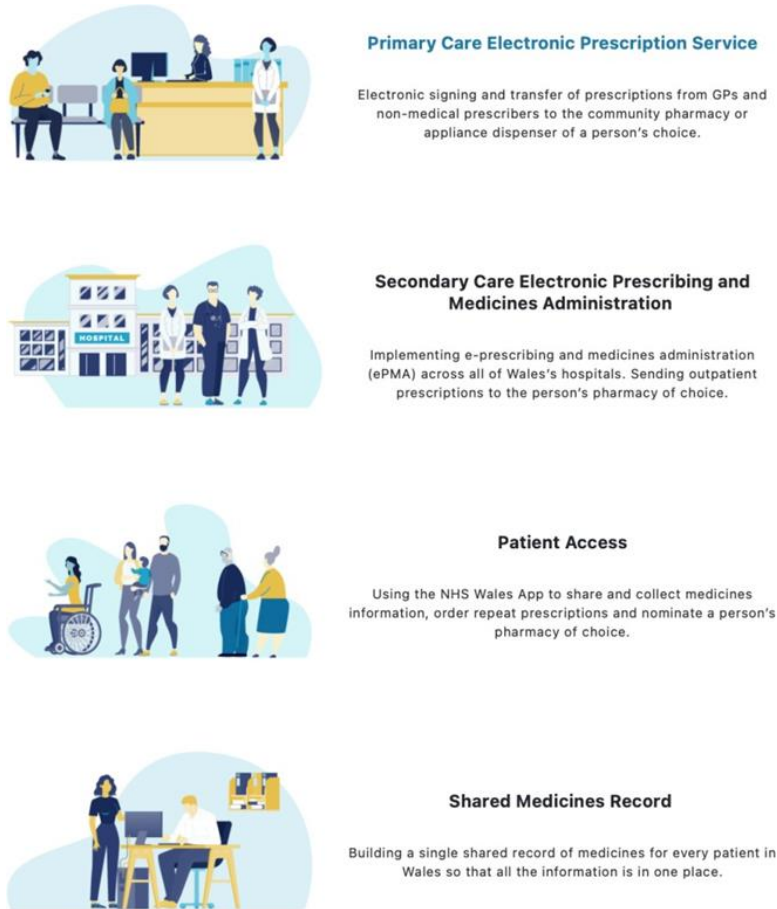 Primary Care Electronic Prescription Service
Electronic signing and transfer of prescriptions from GPs and
non-medical prescribers to the community pharmacy or
appliance dispenser of a person's choice.
HOSPITAL
Secondary Care Electronic Prescribing and
Medicines Administration
Implementing e-prescribing and medicines administration
(ePMA) across all of Wales's hospitals. Sending outpatient
prescriptions to the person's pharmacy of choice.
Patient Access
Using the NHS Wales App to share and collect medicines
information, order repeat prescriptions and nominate a person's
pharmacy of choice.
Shared Medicines Record
Building a single shared record of medicines for every patient in
Wales so that all the information is in one place.